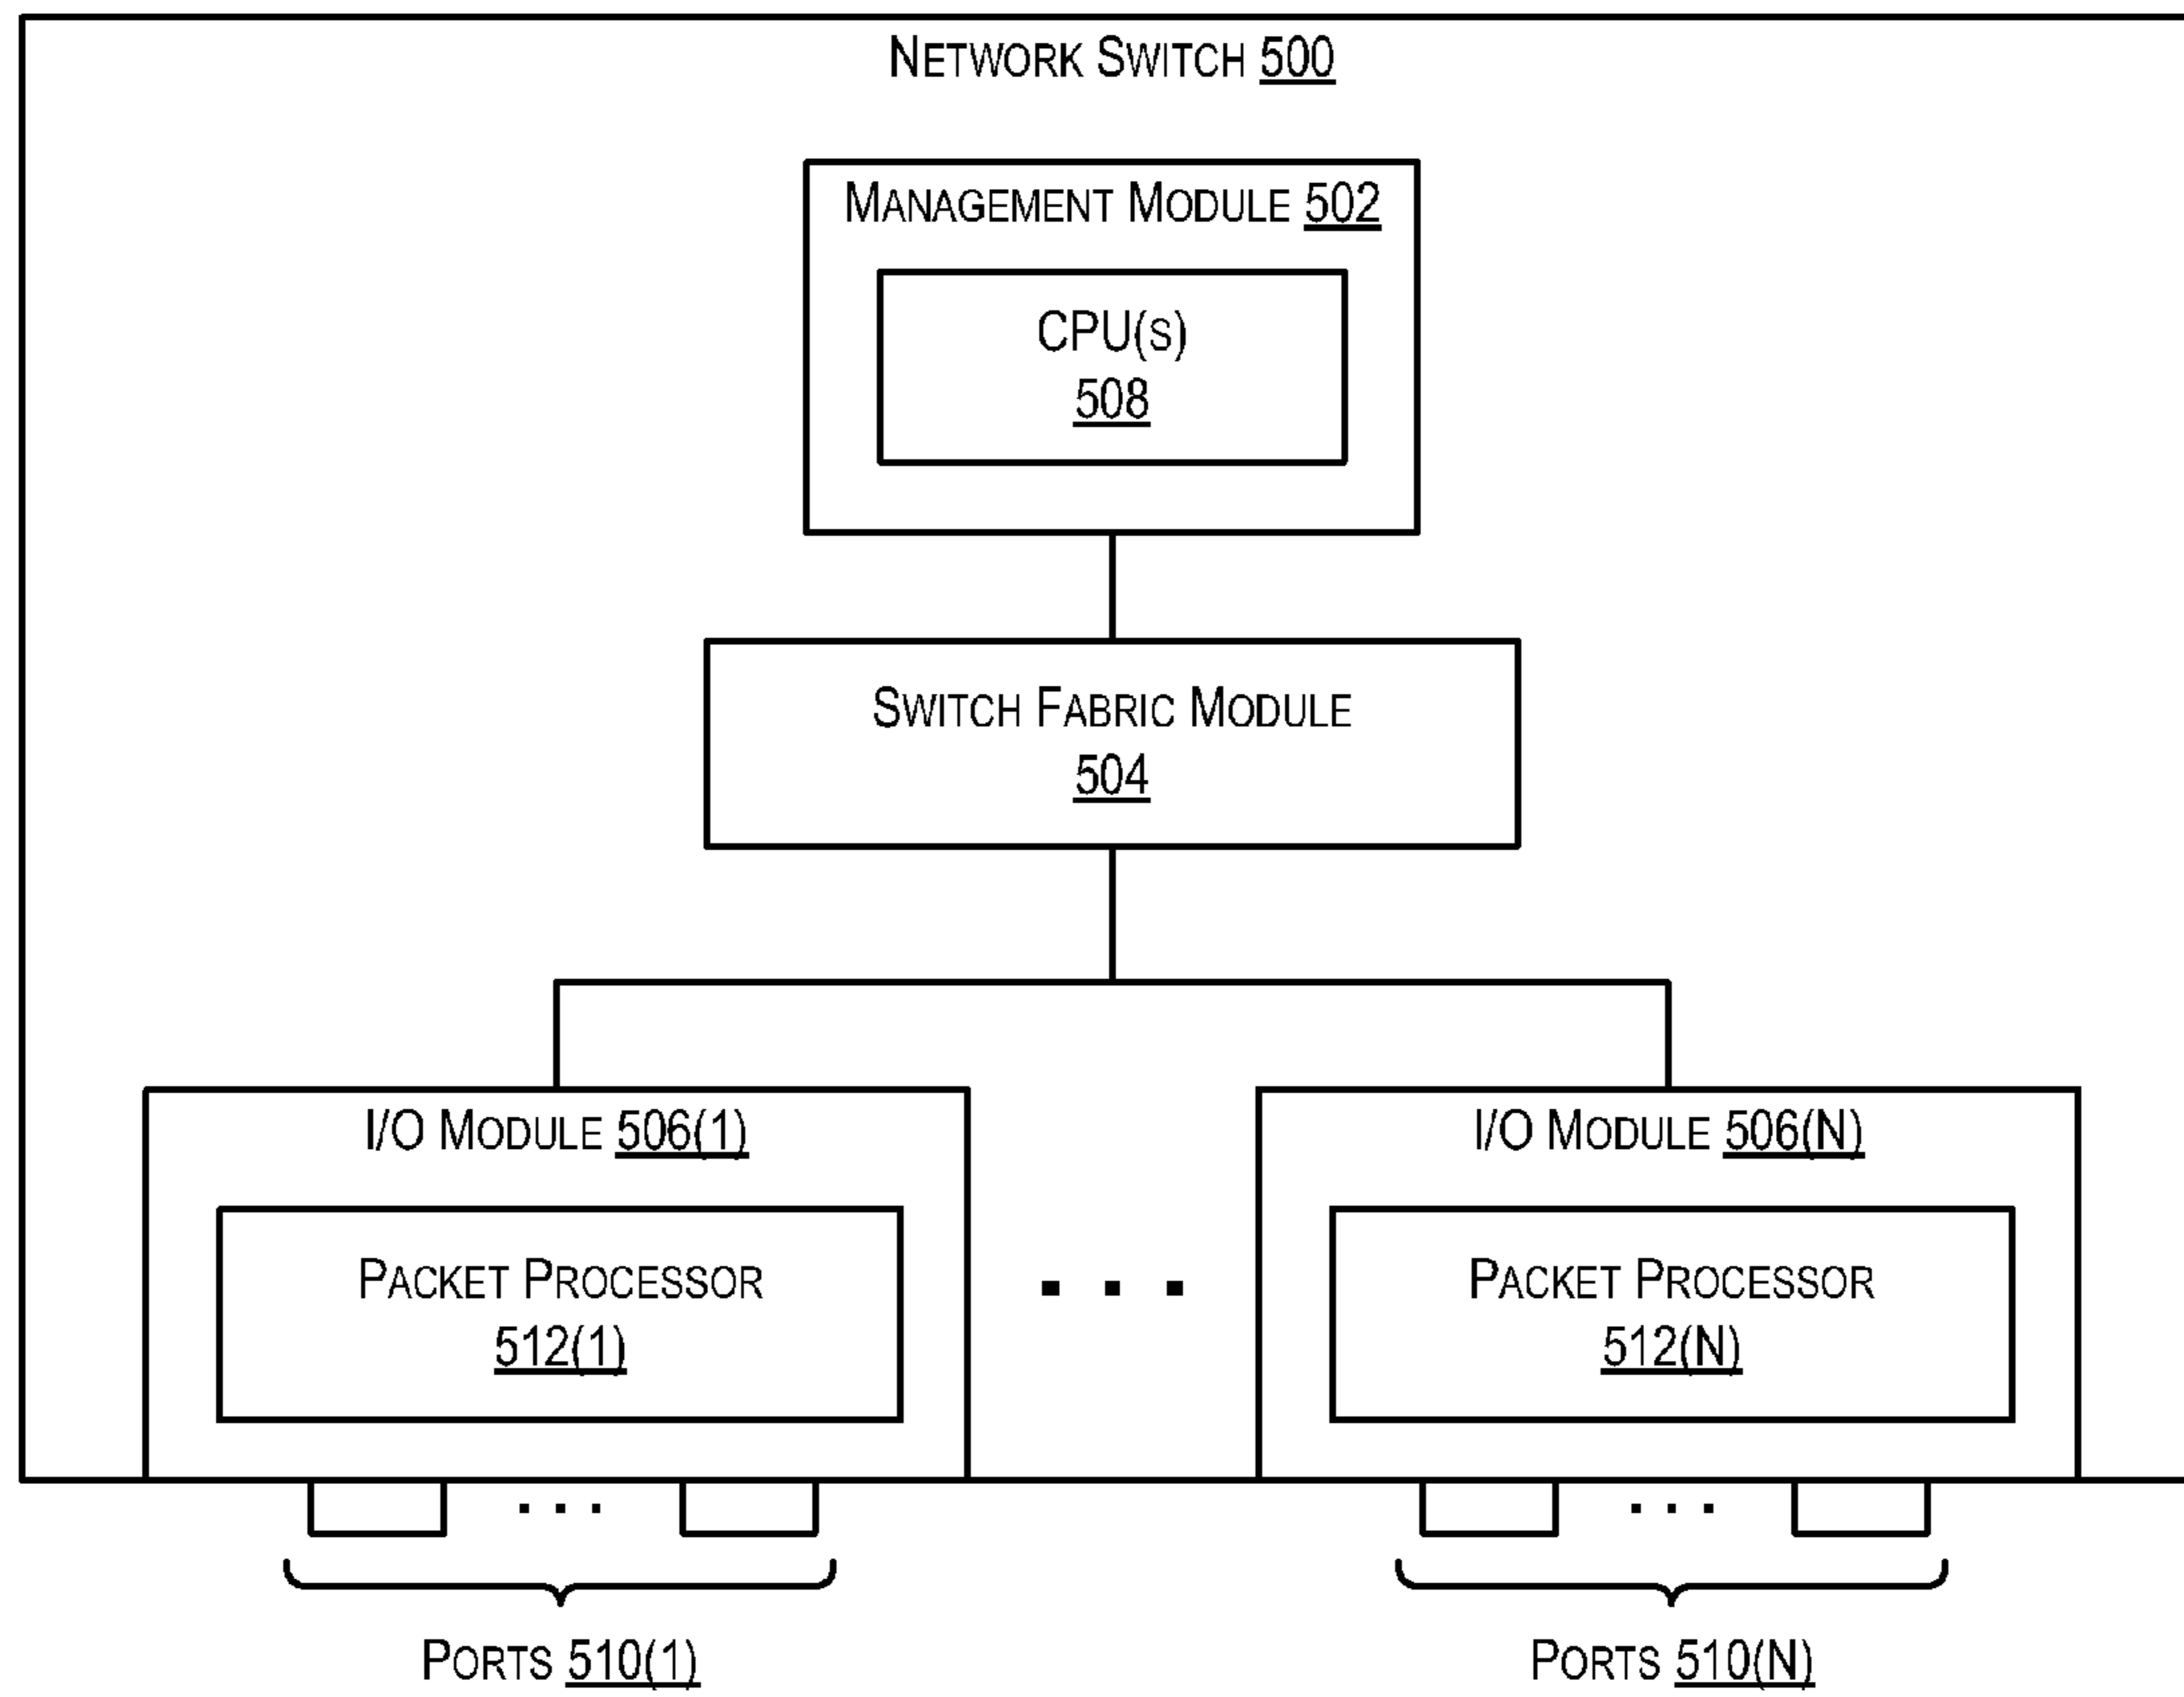 NETWORK SWITCH 500
MANAGEMENT MODULE 502
CPU(S)
508
SWITCH FABRIC MODULE
504
I/O MODULE 506(1)
I/O MODULE 506(N)
PACKET PROCESSOR
512(1)
. . .
PACKET PROCESSOR
512(N)
. . .
. . .
PORTS 510(1)
PORTS 510(N)